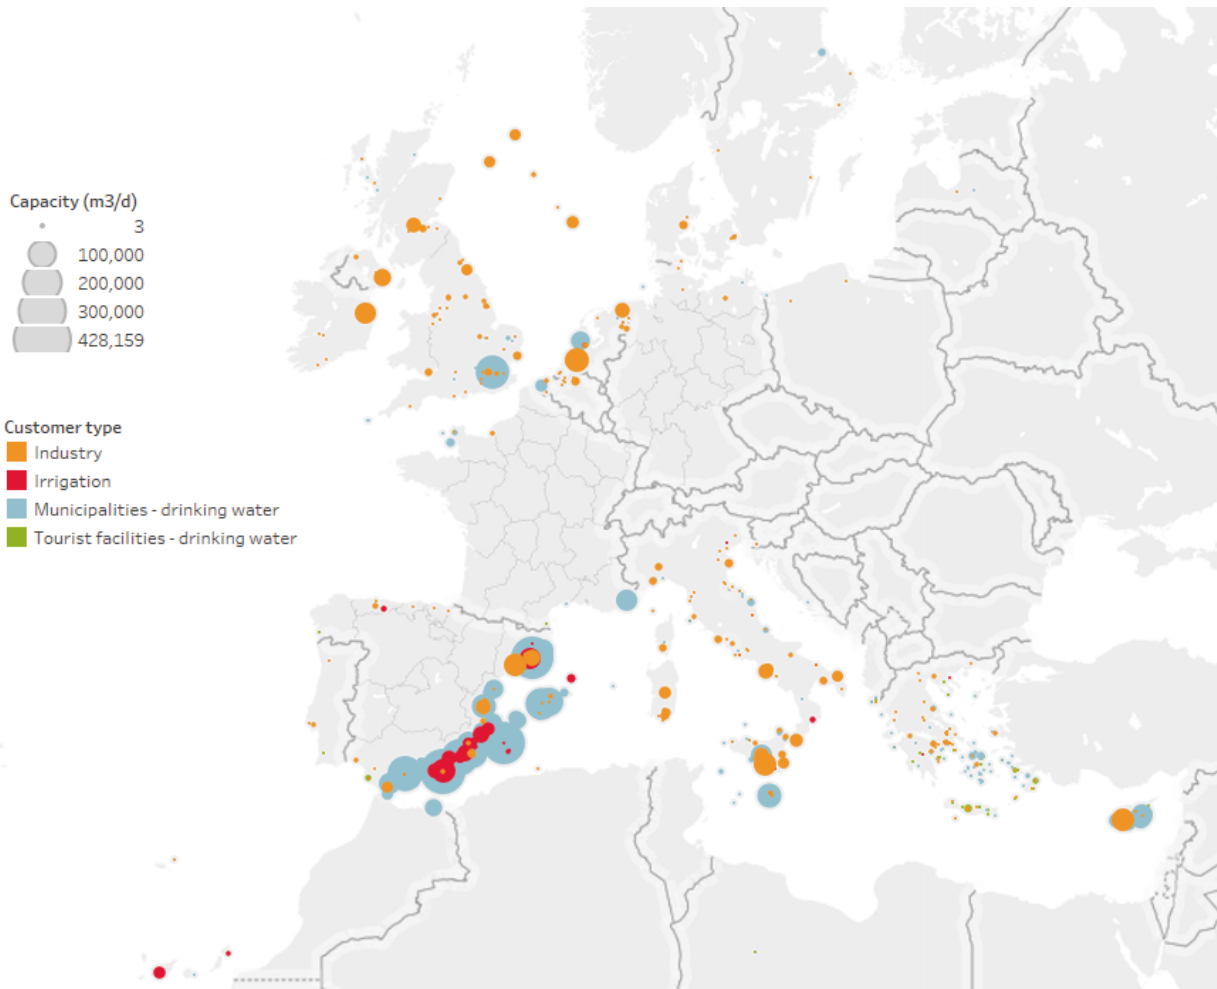 Capacity (m3/d)
3
100,000
200,000
300,000
428,159
Customer type
Industry
Irrigation
Municipalities - drinking water
Tourist facilities - drinking water